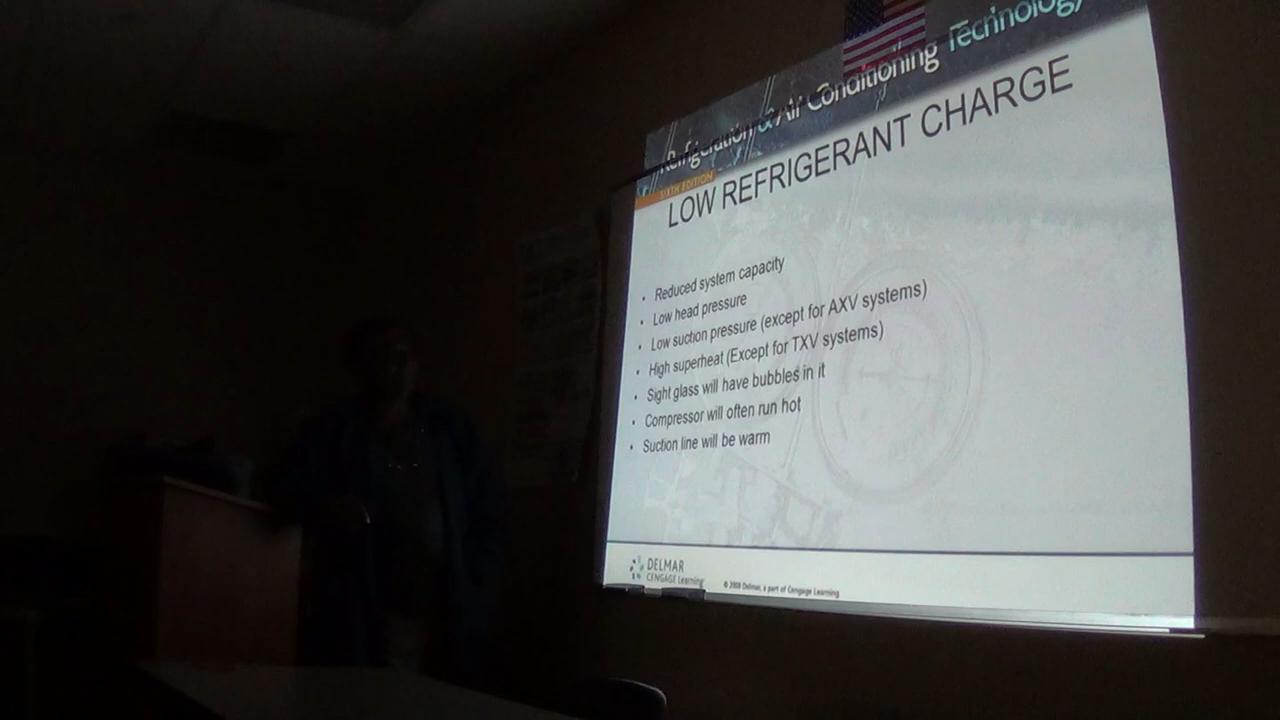 Refrigeration & Air Conditioning Technology
SIXTH EDITION
LOW REFRIGERANT CHARGE
• Reduced system capacity
• Low head pressure
• Low suction pressure (except for AXV systems)
• High superheat (Except for TXV systems)
• Sight glass will have bubbles in it
• Compressor will often run hot
• Suction line will be warm
DELMAR
CENGAGE Learning
© 2008 Delmar, a part of Cengage Learning